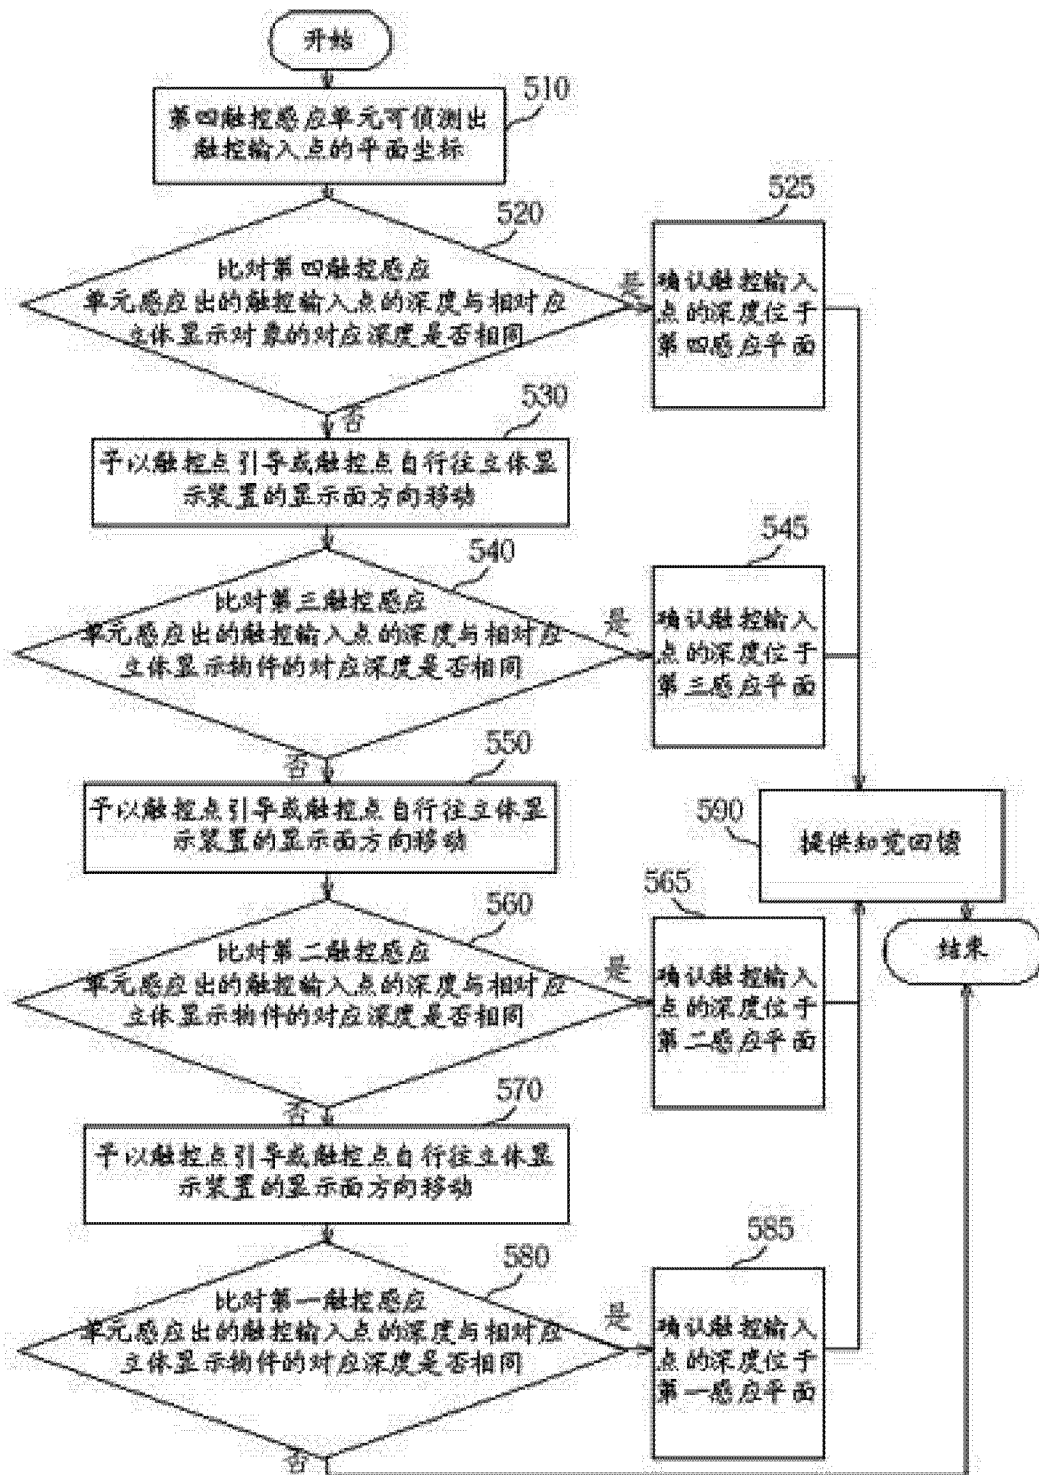 开始
510
第四触控感应单元可侦测出
触控输入点的平面坐标
520
比对第四触控感应
单元感应出的触控输入点的深度与相对应
立体显示对象的对应深度是否相同
是
525
确认触控输入
点的深度位于
第四感应平面
否
530
予以触控点引导或触控点自行往立体显
示装置的显示面方向移动
540
比对第三触控感应
单元感应出的触控输入点的深度与相对应
立体显示物件的对应深度是否相同
是
545
确认触控输入
点的深度位于
第三感应平面
否
550
予以触控点引导或触控点自行往立体显
示装置的显示面方向移动
590
提供知觉回馈
结束
560
比对第二触控感应
单元感应出的触控输入点的深度与相对应
立体显示物件的对应深度是否相同
是
565
确认触控输入
点的深度位于
第二感应平面
否
570
予以触控点引导或触控点自行往立体显
示装置的显示面方向移动
580
比对第一触控感应
单元感应出的触控输入点的深度与相对应
立体显示物件的对应深度是否相同
是
585
确认触控输入
点的深度位于
第一感应平面
否